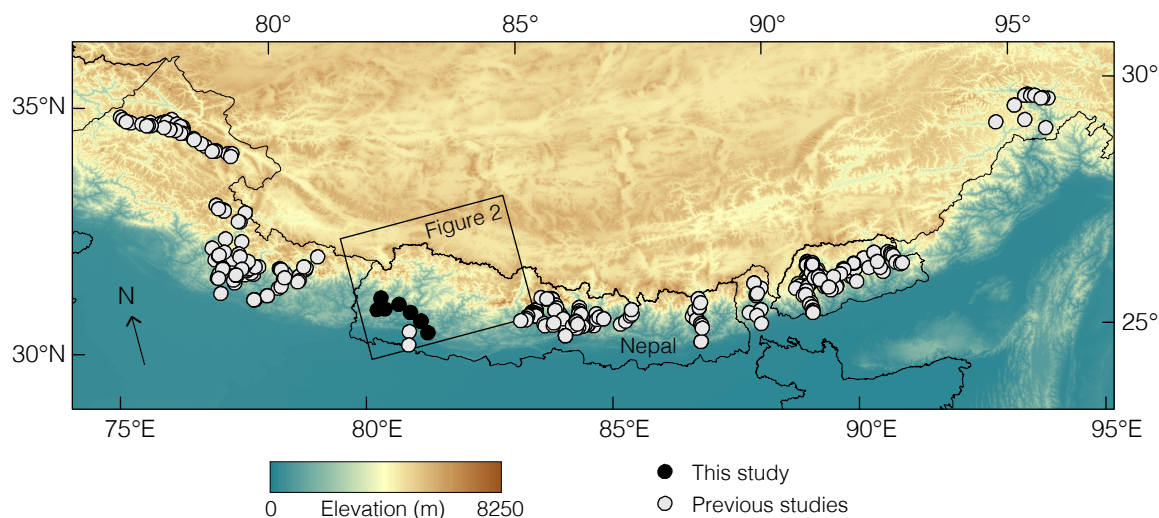 80° 85° 90° 95°
30°
35°N
Figure 2
N
25°
Nepal
30°N
75°E 80°E 85°E 90°E 95°E
This study
0 Elevation (m) 8250
Previous studies